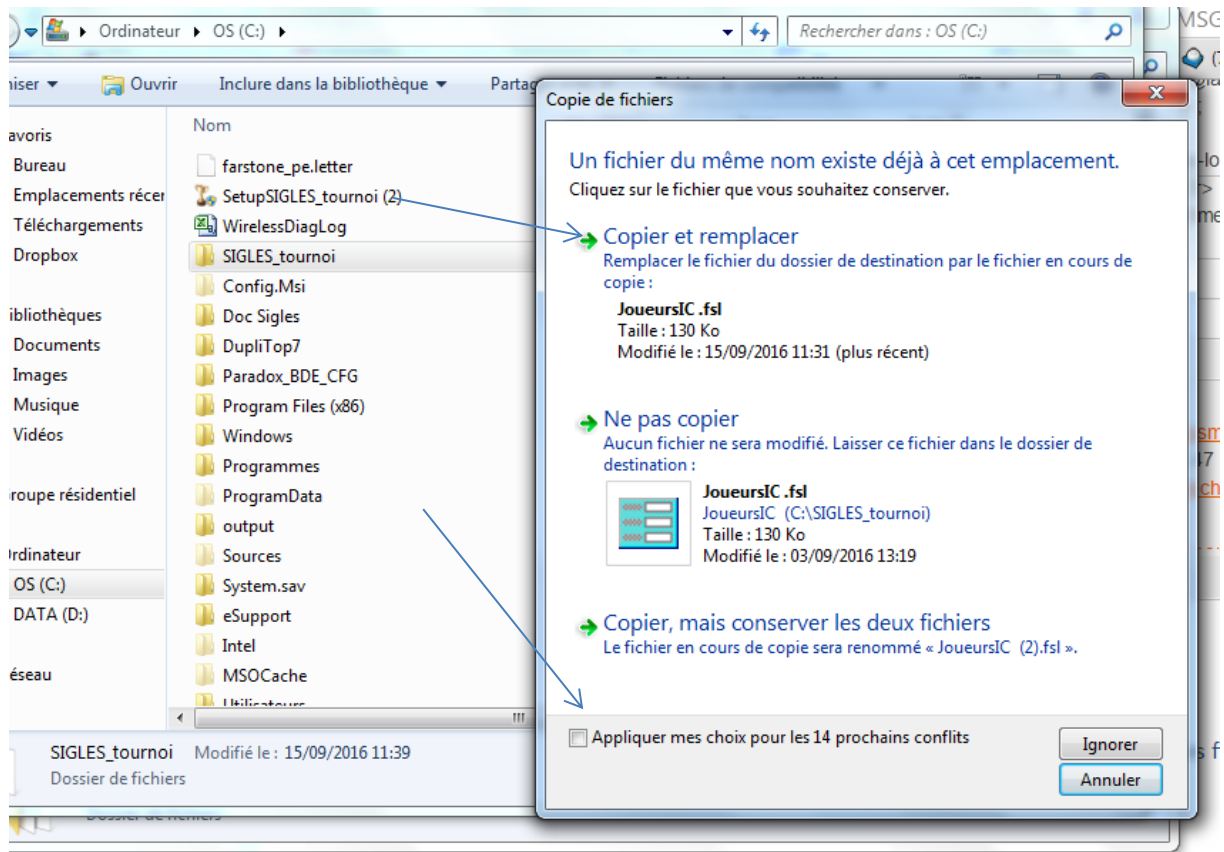 Ordinateur ▸ OS (C:) ▸
Rechercher dans : OS (C:)
MSG
niser
Ouvrir
Inclure dans la bibliothèque
Partag
avoris
Bureau
Emplacements récer
Téléchargements
Dropbox
ibliothèques
Documents
Images
Musique
Vidéos
roupe résidentiel
Ordinateur
OS (C:)
DATA (D:)
éseau
Nom
farstone_pe.letter
SetupSIGLES_tournoi (2)
WirelessDiagLog
SIGLES_tournoi
Config.Msi
Doc Sigles
DupliTop7
Paradox_BDE_CFG
Program Files (x86)
Windows
Programmes
ProgramData
output
Sources
System.sav
eSupport
Intel
MSOCache
Utilisateurs
SIGLES_tournoi Modifié le : 15/09/2016 11:39
Dossier de fichiers
Dossier de fichiers
Copie de fichiers
Un fichier du même nom existe déjà à cet emplacement.
Cliquez sur le fichier que vous souhaitez conserver.
Copier et remplacer
Remplacer le fichier du dossier de destination par le fichier en cours de
copie :
JoueursIC .fsl
Taille : 130 Ko
Modifié le : 15/09/2016 11:31 (plus récent)
Ne pas copier
Aucun fichier ne sera modifié. Laisser ce fichier dans le dossier de
destination :
JoueursIC .fsl
JoueursIC (C:\SIGLES_tournoi)
Taille : 130 Ko
Modifié le : 03/09/2016 13:19
Copier, mais conserver les deux fichiers
Le fichier en cours de copie sera renommé « JoueursIC (2).fsl ».
Appliquer mes choix pour les 14 prochains conflits
Ignorer
Annuler